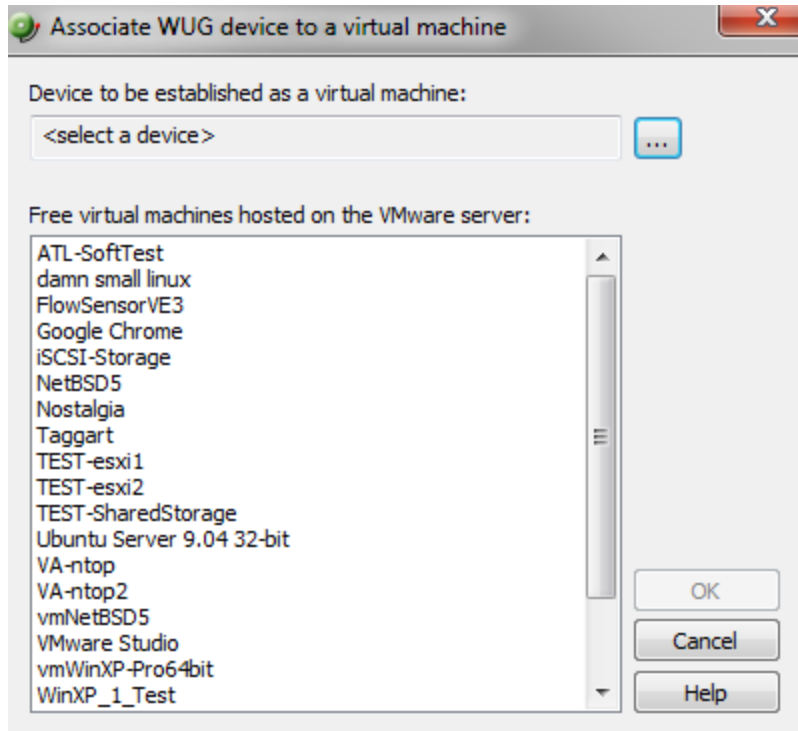 Associate WUG device to a virtual machine
Device to be established as a virtual machine:
<select a device>
...
Free virtual machines hosted on the VMware server:
ATL-SoftTest
damn small linux
FlowSensorVE3
Google Chrome
iSCSI-Storage
NetBSD5
Nostalgia
Taggart
TEST-esxi1
TEST-esxi2
TEST-SharedStorage
Ubuntu Server 9.04 32-bit
VA-ntop
VA-ntop2
vmNetBSD5
VMware Studio
vmWinXP-Pro64bit
WinXP_1_Test
OK
Cancel
Help